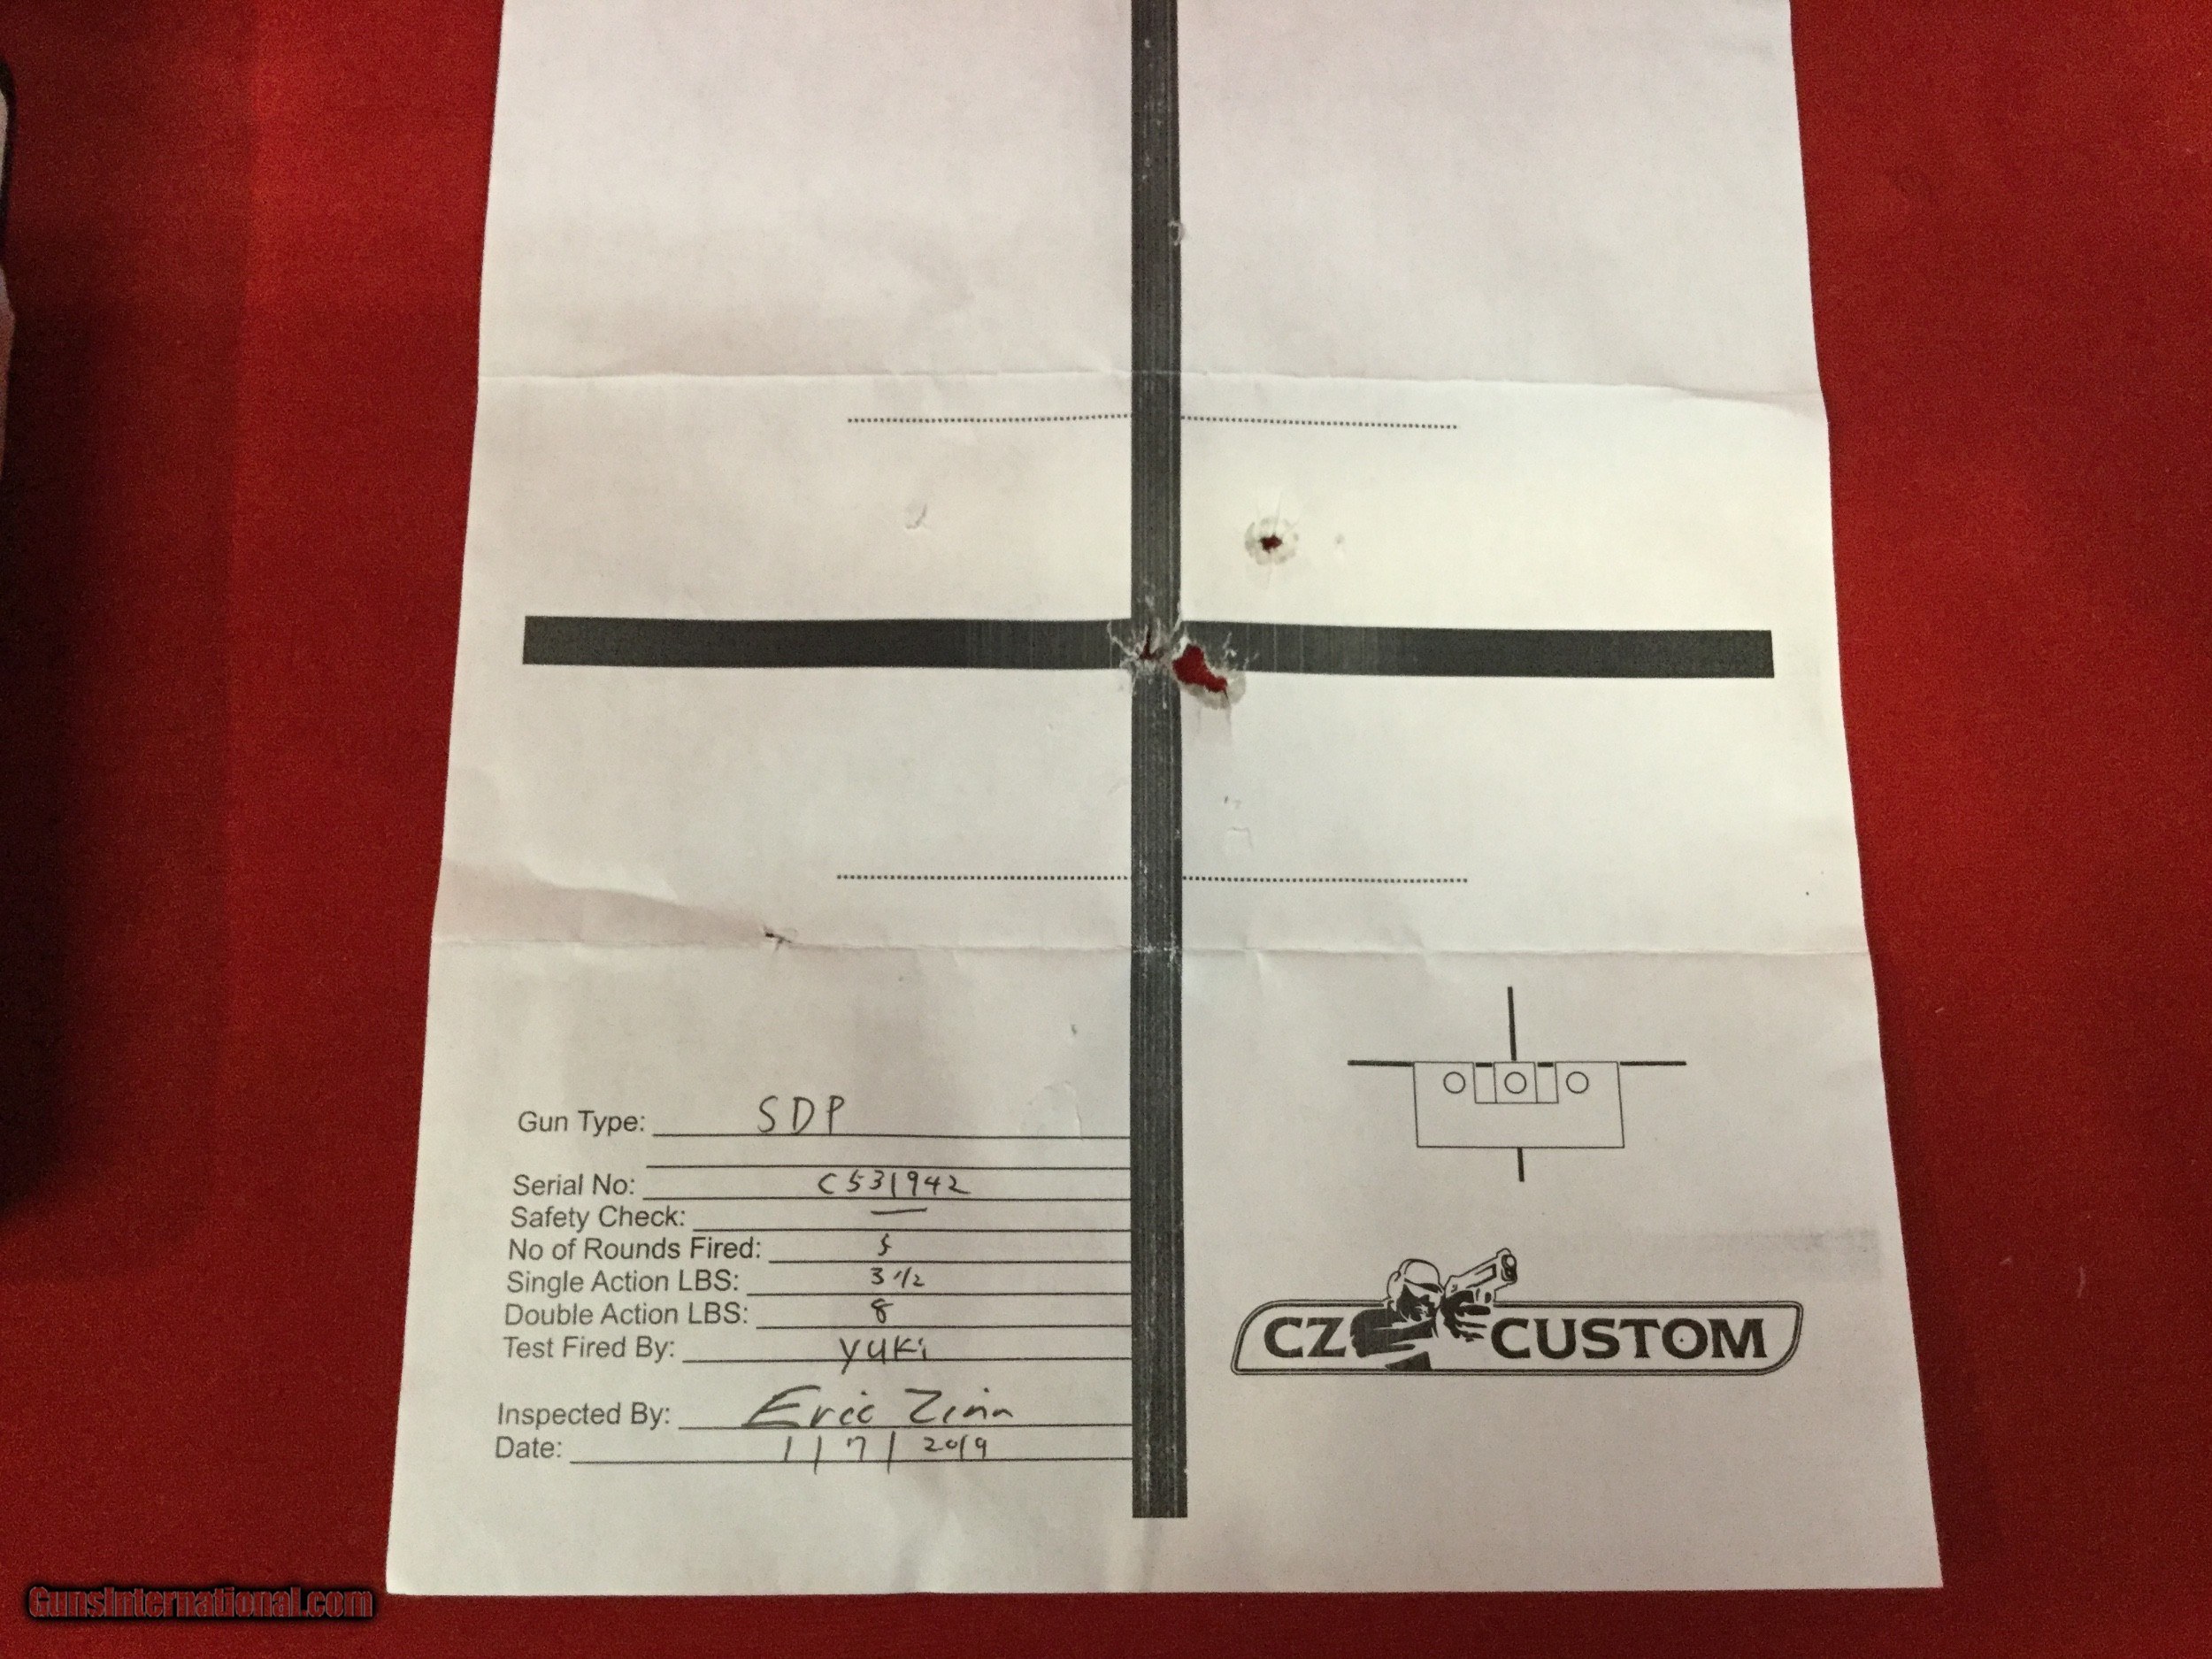 Gun Type: SDP
Serial No: C531942
Safety Check: —
No of Rounds Fired: 5
Single Action LBS: 3 1/2
Double Action LBS: 8
Test Fired By: Yuki
Inspected By: Eric Zinn
Date: 1/7/2019
CZ CUSTOM
GunsInternational.com